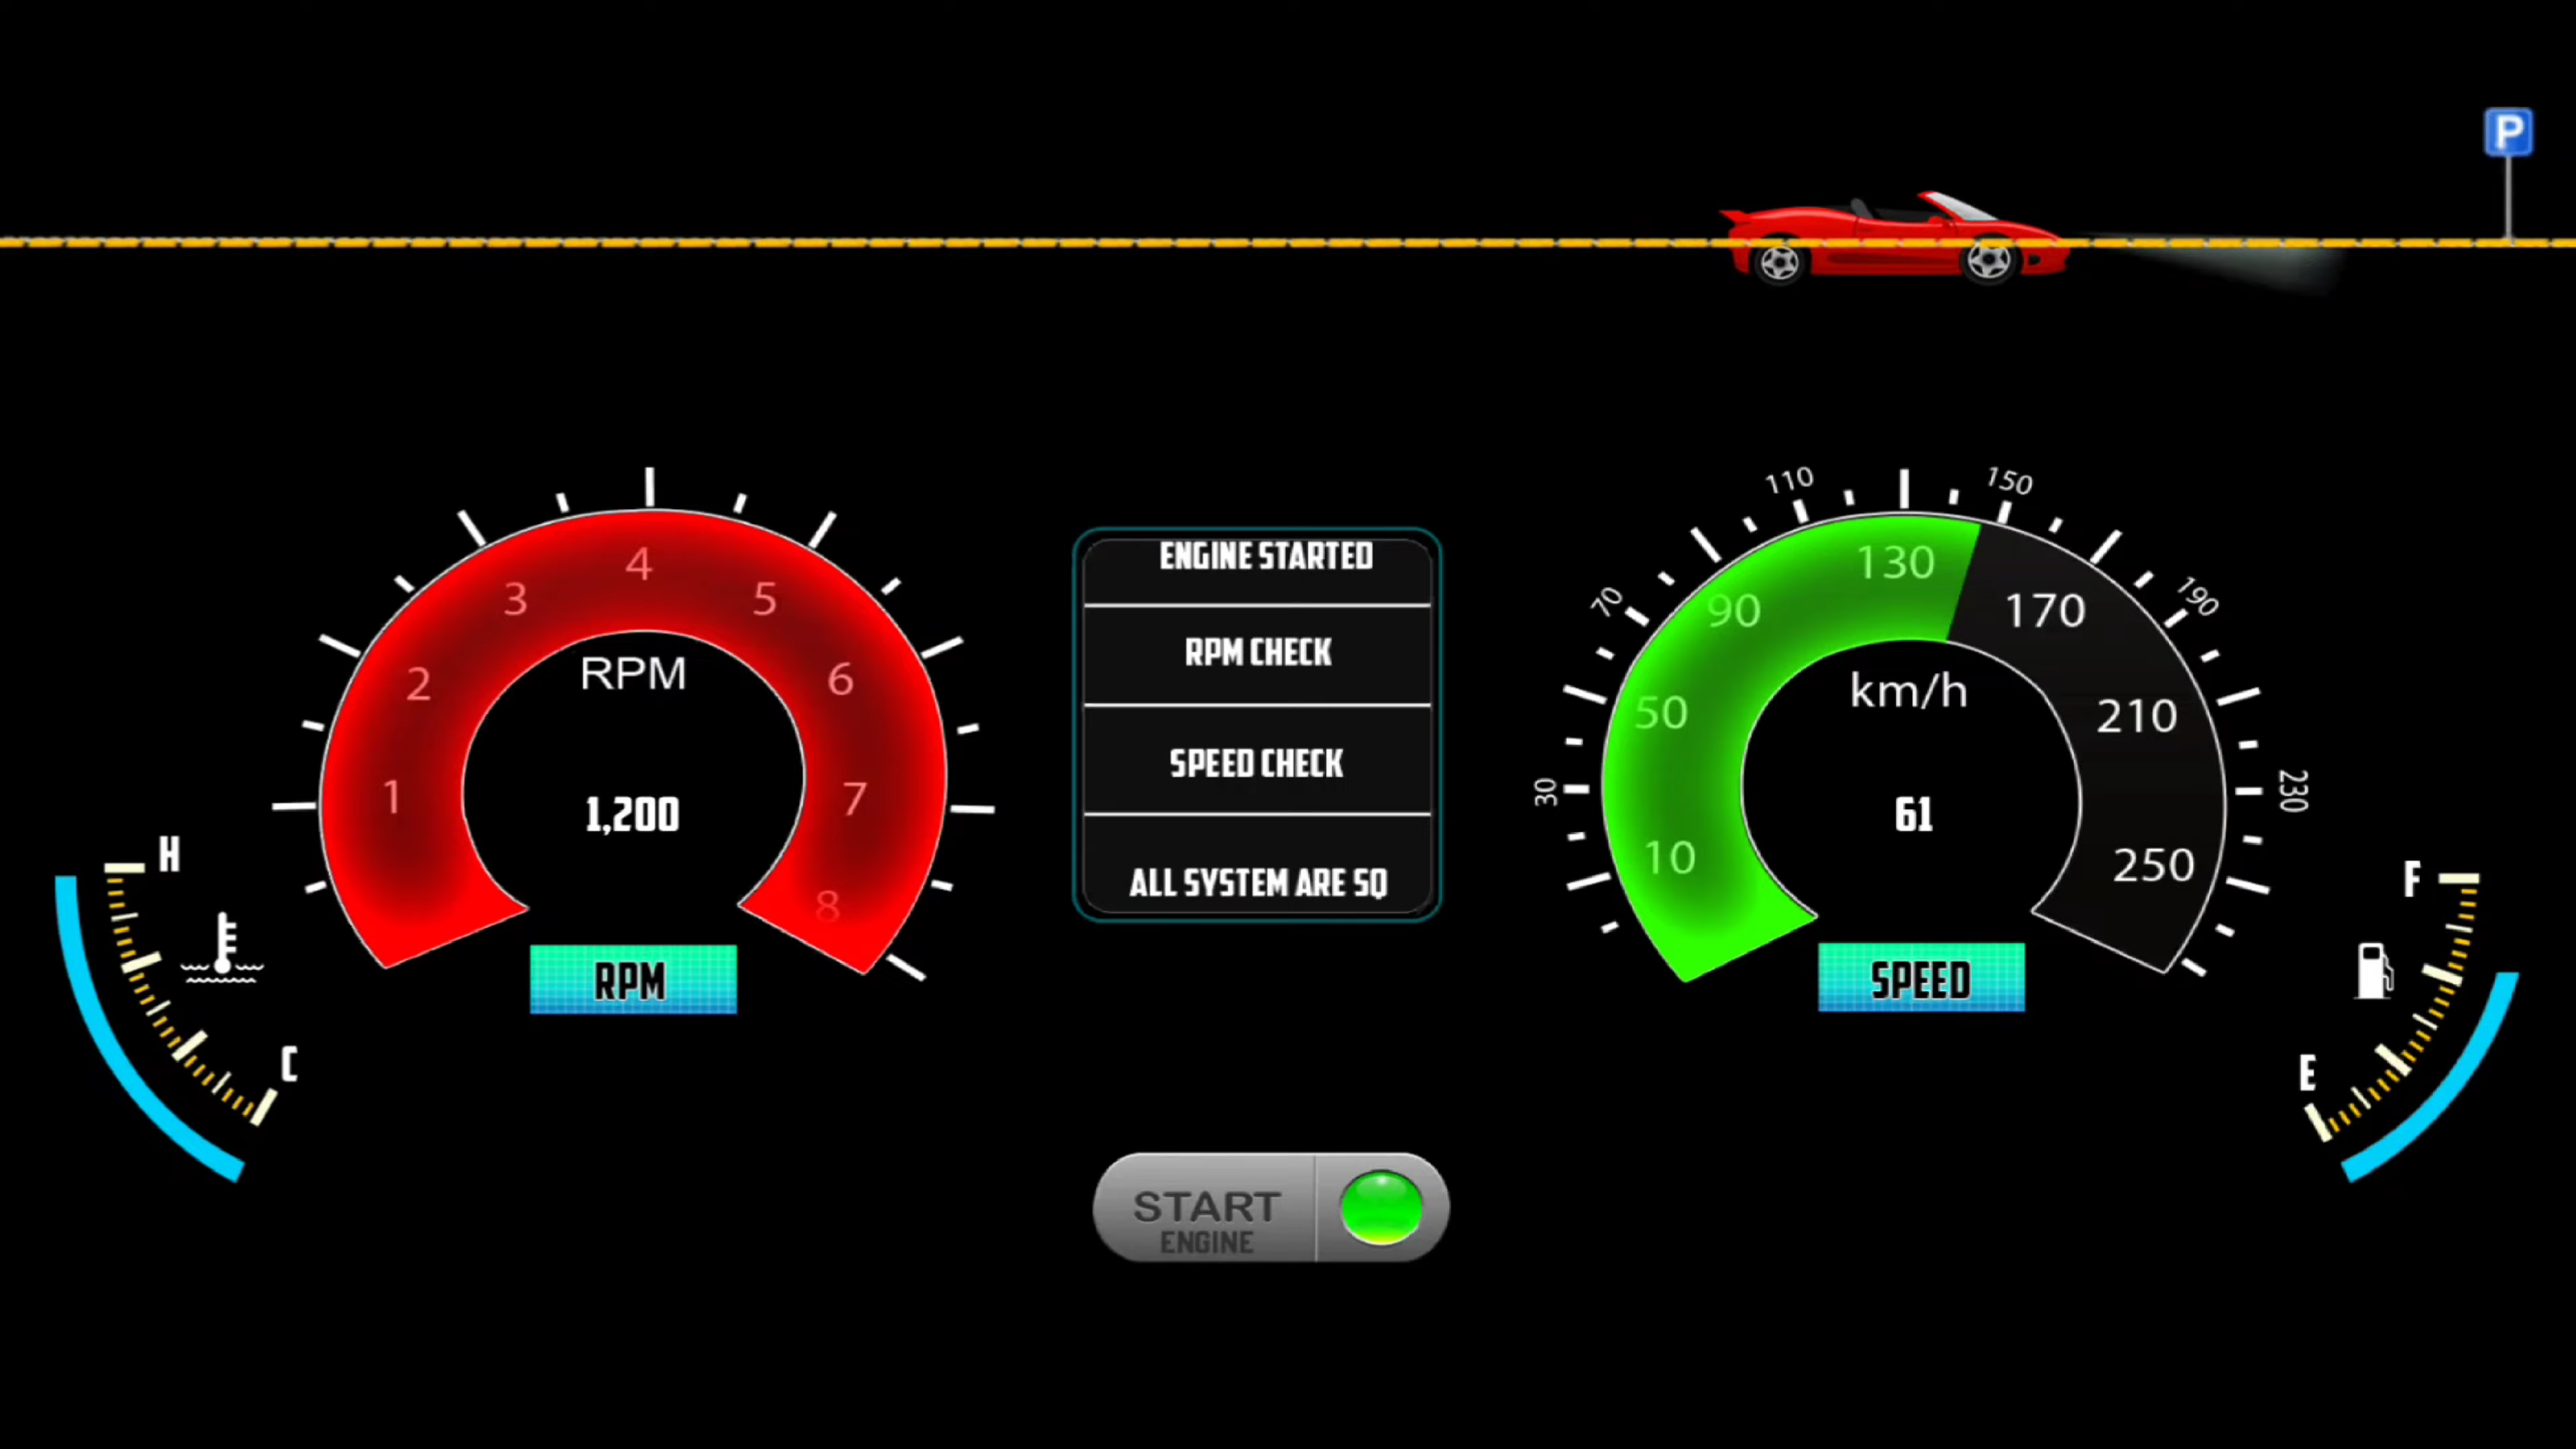 P
110
150
130
4
3
5
90
170
70
190
ENGINE STARTED
RPM CHECK
SPEED CHECK
ALL SYSTEM ARE SQ
RPM
2
6
km/h
50
210
1
7
1,200
30
61
230
H
10
250
F
8
RPM
SPEED
C
E
START
ENGINE